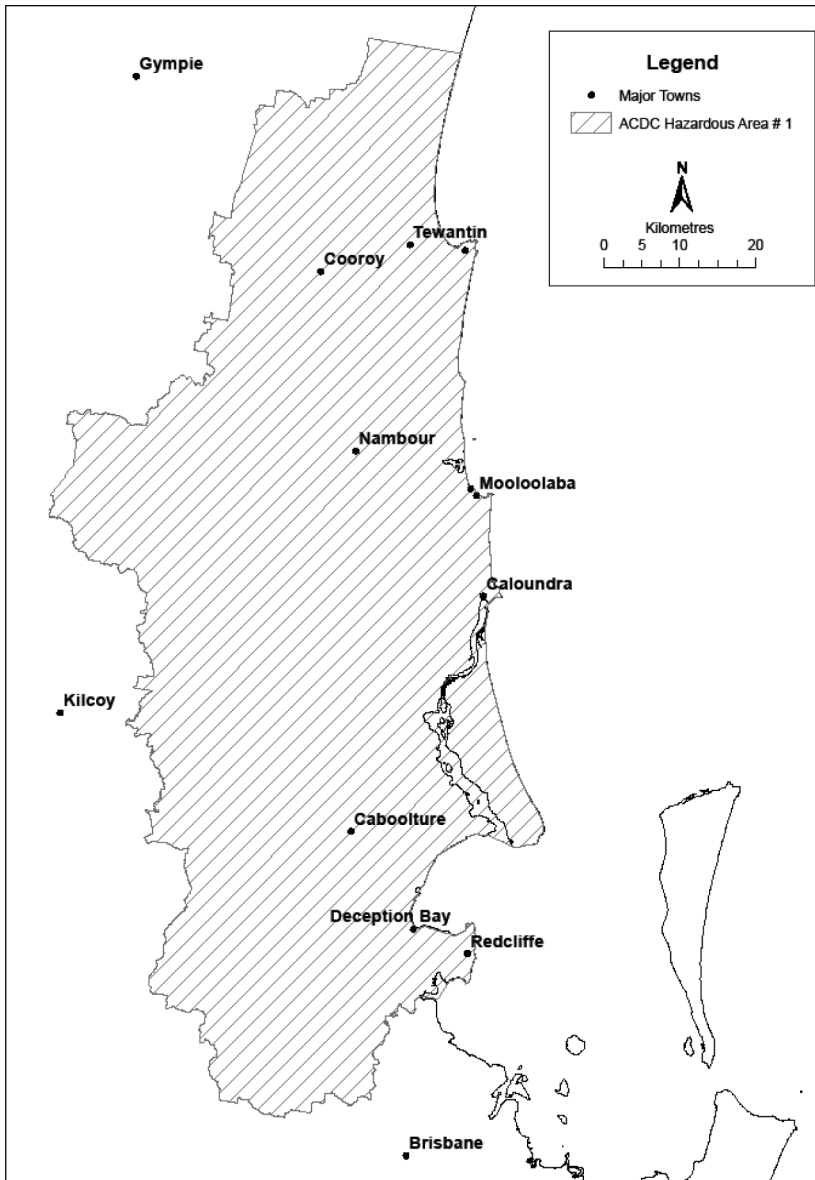 Gympie
Legend
Major Towns
ACDC Hazardous Area # 1
N
Kilometres
0 5 10 20
Tewantin
Cooroy
Nambour
Mooloolaba
Caloundra
Kilcoy
Caboolture
Deception Bay
Redcliffe
Brisbane